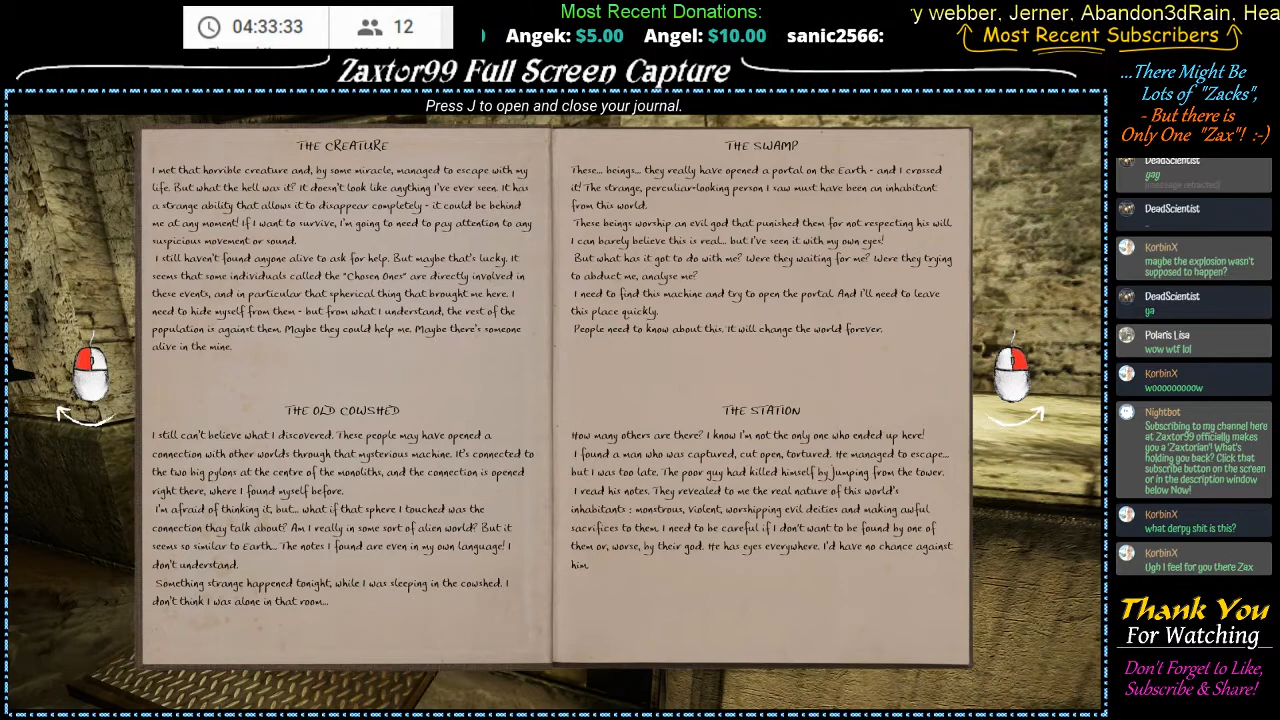 04:33:33
12
Most Recent Donations:
Angek: $5.00 Angel: $10.00 sanic2566:
webber, Jerner, Abandon3dRain, Hea
Most Recent Subscribers
Zaxtor99 Full Screen Capture
...There Might Be
Lots of "Zacks",
- But there is
Only One "Zax"! :-)
Press J to open and close your journal.
THE CREATURE
I met that horrible creature and, by some miracle, managed to escape with my
life. But what the hell was it? It doesn't look like anything I've ever seen. It has
a strange ability that allows it to disappear completely - it could be behind
me at any moment! If I want to survive, I'm going to need to pay attention to any
suspicious movement or sound.
I still haven't found anyone alive to ask for help. But maybe that's lucky. It
seems that some individuals called the "Chosen Ones" are directly involved in
these events, and in particular that spherical thing that brought me here. I
need to hide myself from them - but from what I understand, the rest of the
population is against them. Maybe they could help me. Maybe there's someone
alive in the mine.
THE OLD COWSHED
I still can't believe what I discovered. These people may have opened a
connection with other worlds through that mysterious machine. It's connected to
the two big pylons at the centre of the monoliths, and the connection is opened
right there, where I found myself before.
I'm afraid of thinking it, but... what if that sphere I touched was the
connection thay talk about? Am I really in some sort of alien world? But it
seems so similar to Earth... The notes I found are even in my own language! I
don't understand.
Something strange happened tonight, while I was sleeping in the cowshed. I
don't think I was alone in that room...
THE SWAMP
These... beings... they really have opened a portal on the Earth - and I crossed
it! The strange, perculiar-looking person I saw must have been an inhabitant
from this world.
These beings worship an evil god that punished them for not respecting his will.
I can barely believe this is real... but I've seen it with my own eyes!
But what has it got to do with me? Were they waiting for me? Were they trying
to abduct me, analyse me?
I need to find this machine and try to open the portal. And I'll need to leave
this place quickly.
People need to know about this. It will change the world forever.
THE STATION
How many others are there? I know I'm not the only one who ended up here!
I found a man who was captured, cut open, tortured. He managed to escape...
but I was too late. The poor guy had killed himself by jumping from the tower.
I read his notes. They revealed to me the real nature of this world's
inhabitants : monstrous, violent, worshipping evil deities and making awful
sacrifices to them. I need to be careful if I don't want to be found by one of
them or, worse, by their god. He has eyes everywhere. I'd have no chance against
him.
DeadScientist
yay
[message retracted]
DeadScientist
..
KorbinX
maybe the explosion wasn't
supposed to happen?
DeadScientist
ya
Polaris Lisa
wow wtf lol
KorbinX
wooooooooow
Nightbot
Subscribing to my channel here
at Zaxtor99 officially makes
you a 'Zaxtorian'! What's
holding you back? Click that
subscribe button on the screen
or in the description window
below Now!
KorbinX
what derpy shit is this?
KorbinX
Ugh I feel for you there Zax
Thank You
For Watching
Don't Forget to Like,
Subscribe & Share!